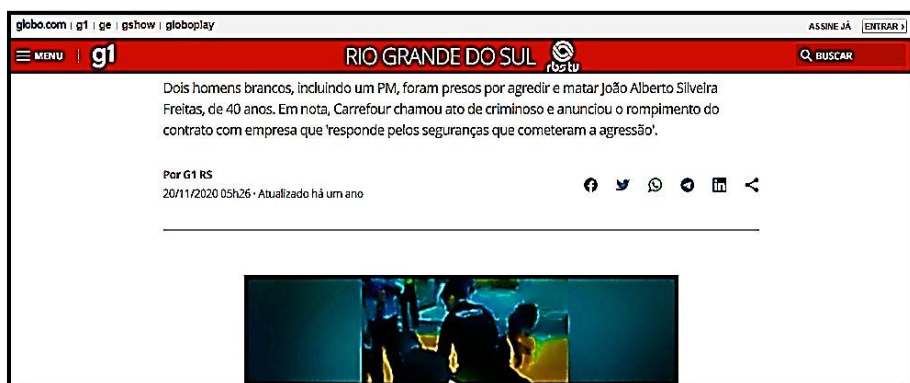 globo.com | g1 | ge | gshow | globoplay
ASSINE JÁ ENTRAR ›
MENU | g1 RIO GRANDE DO SUL rbs tv BUSCAR
Dois homens brancos, incluindo um PM, foram presos por agredir e matar João Alberto Silveira
Freitas, de 40 anos. Em nota, Carrefour chamou ato de criminoso e anunciou o rompimento do
contrato com empresa que 'responde pelos seguranças que cometeram a agressão'.
Por G1 RS
20/11/2020 05h26 · Atualizado há um ano